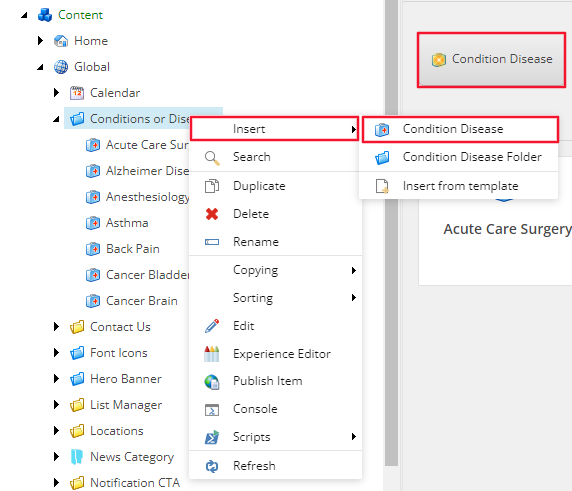 Content
Home
Global
Calendar
Conditions or Dise
Acute Care Sur
Alzheimer Dise
Anesthesiology
Asthma
Back Pain
Cancer Bladder
Cancer Brain
Contact Us
Font Icons
Hero Banner
List Manager
Locations
News Category
Notification CTA
Insert
Search
Duplicate
Delete
Rename
Copying
Sorting
Edit
Experience Editor
Publish Item
Console
Scripts
Refresh
Condition Disease
Condition Disease Folder
Insert from template
Condition Disease
Acute Care Surgery